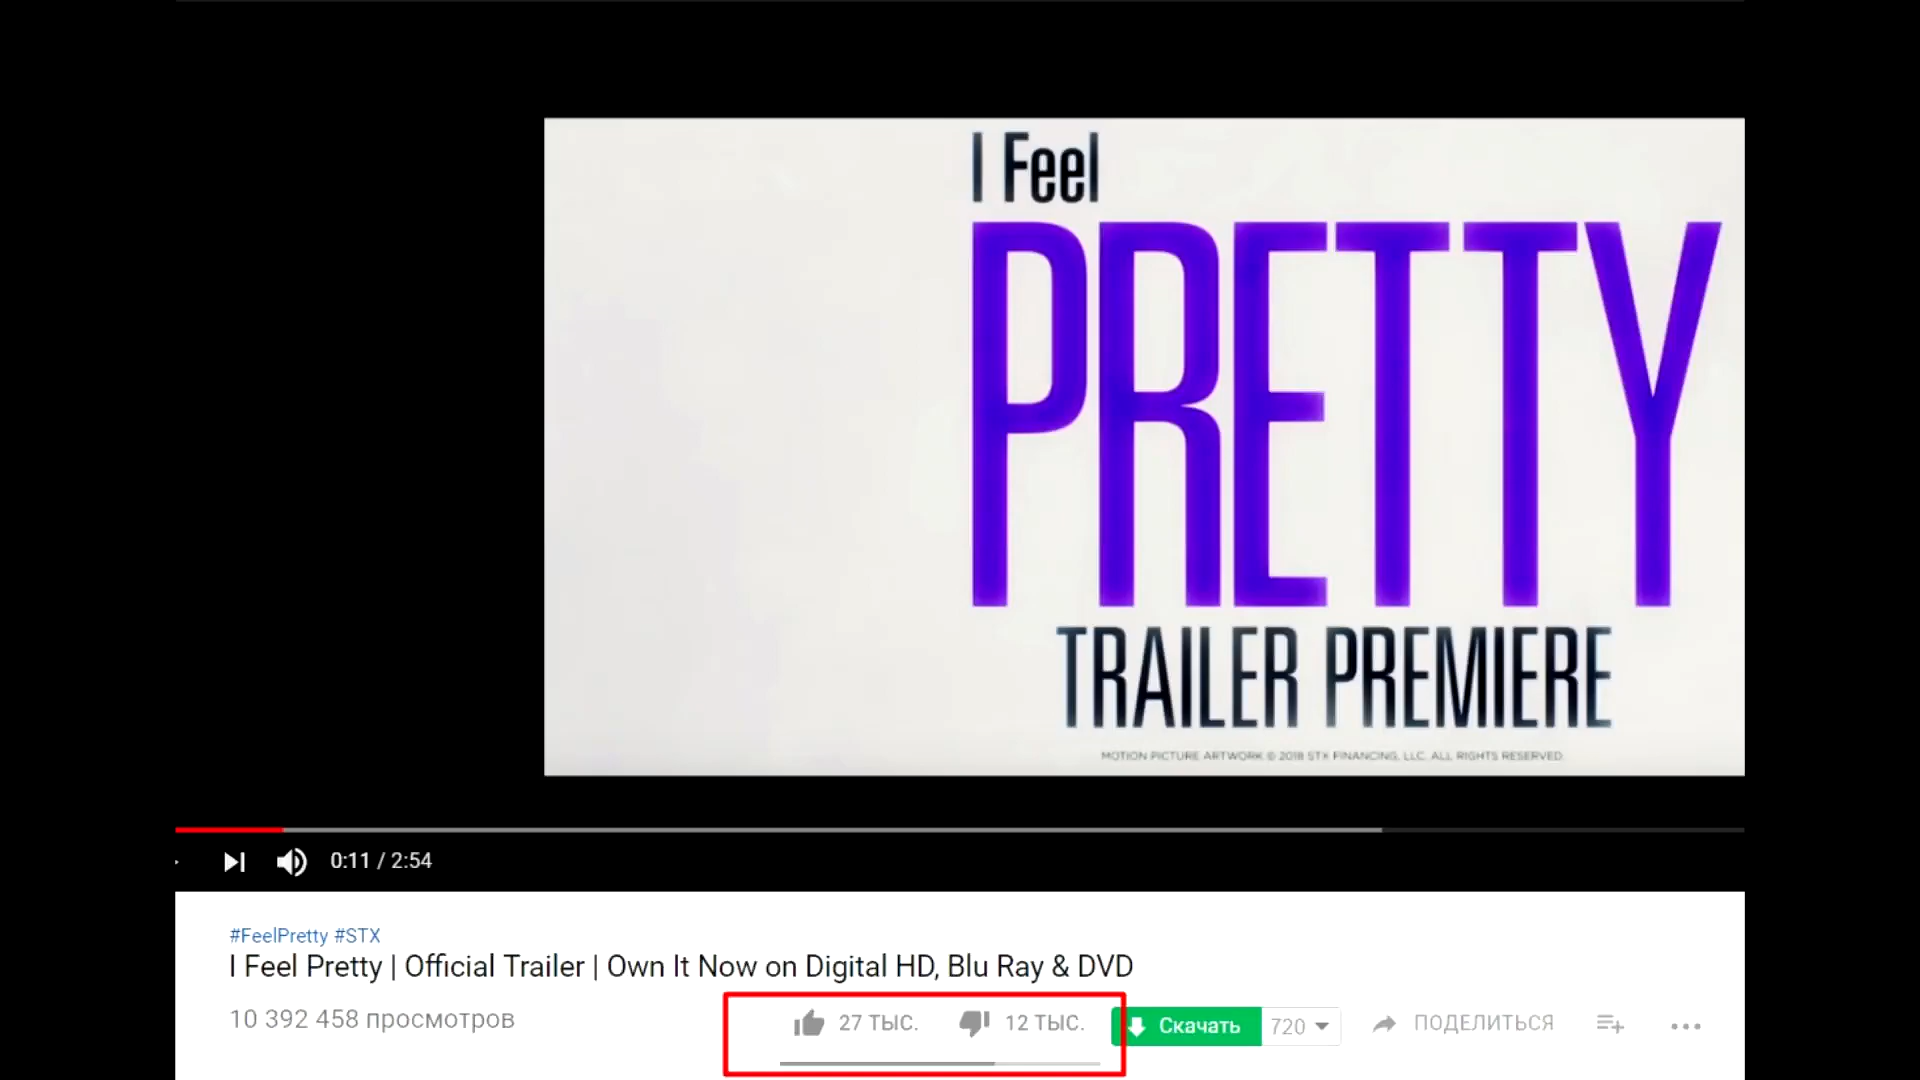 I Feel
PRETTY
TRAILER PREMIERE
MOTION PICTURE ARTWORK © 2018 STX FINANCING, LLC. ALL RIGHTS RESERVED.
0:11 / 2:54
#FeelPretty #STX
I Feel Pretty | Official Trailer | Own It Now on Digital HD, Blu Ray & DVD
10 392 458 просмотров
27 ТЫС. 12 ТЫС. Скачать 720 ПОДЕЛИТЬСЯ